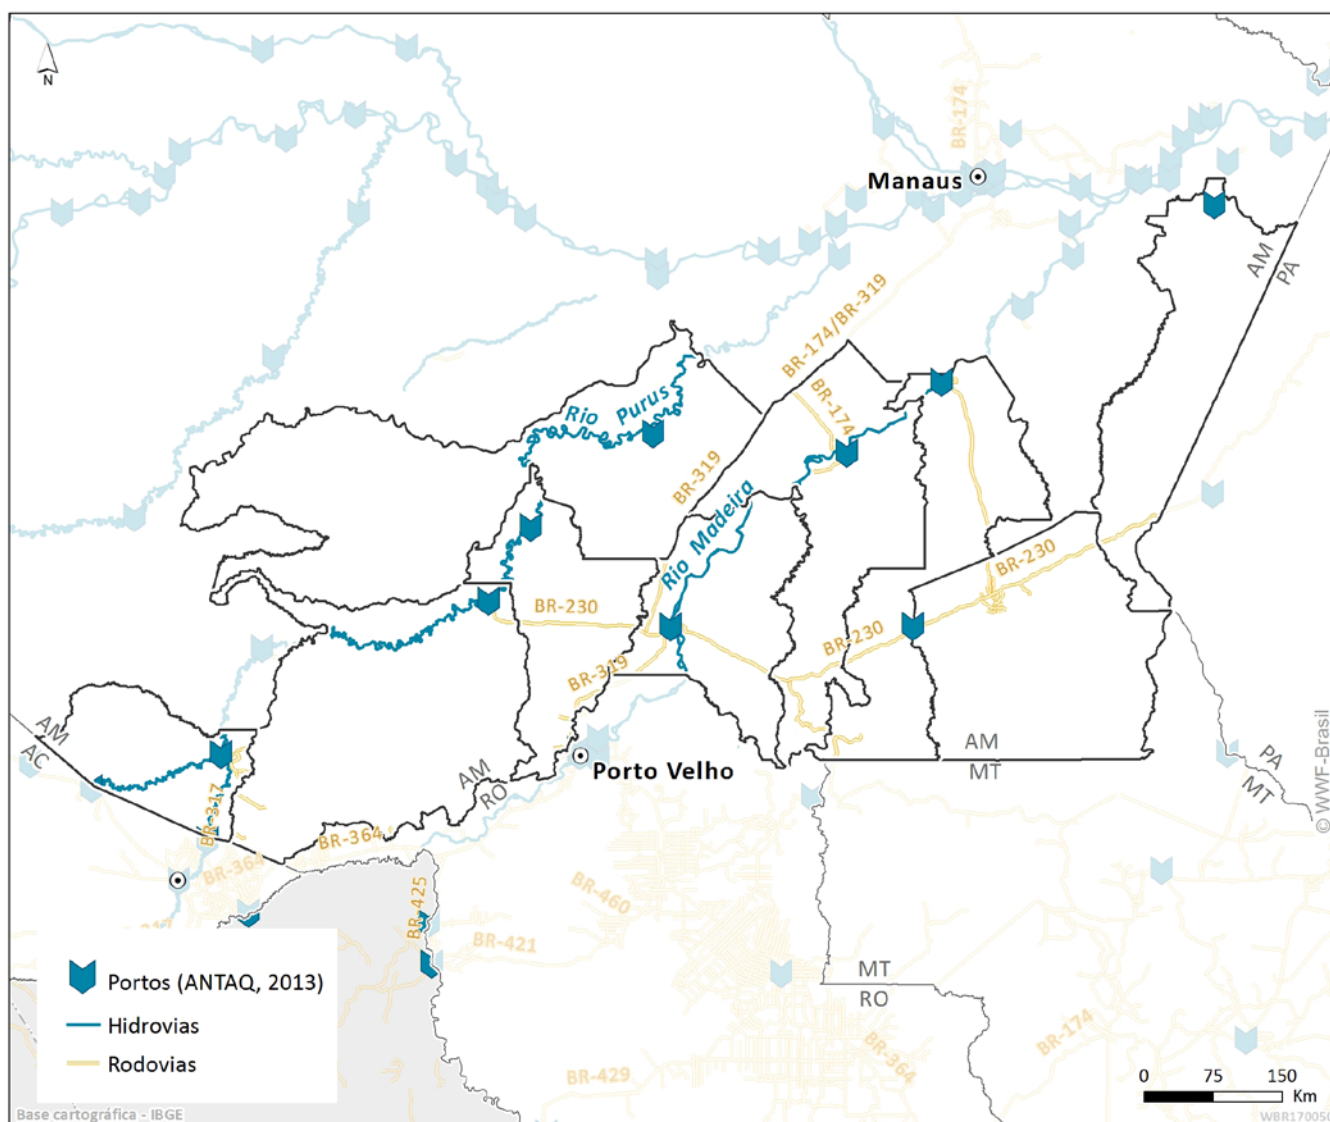 N
BR-174
Manaus
AM
PA
BR-174/BR-319
Rio Purus
BR-174
BR-319
Rio Madeira
BR-230
BR-230
BR-230
BR-319
AM
AC
AM
RO
Porto Velho
AM
MT
PA
MT
BR-317
BR-364
BR-364
BR-425
BR-460
BR-421
317
MT
RO
BR-174
BR-364
BR-429
Portos (ANTAQ, 2013)
Hidrovias
Rodovias
0 75 150
Km
Base cartográfica - IBGE
© WWF-Brasil